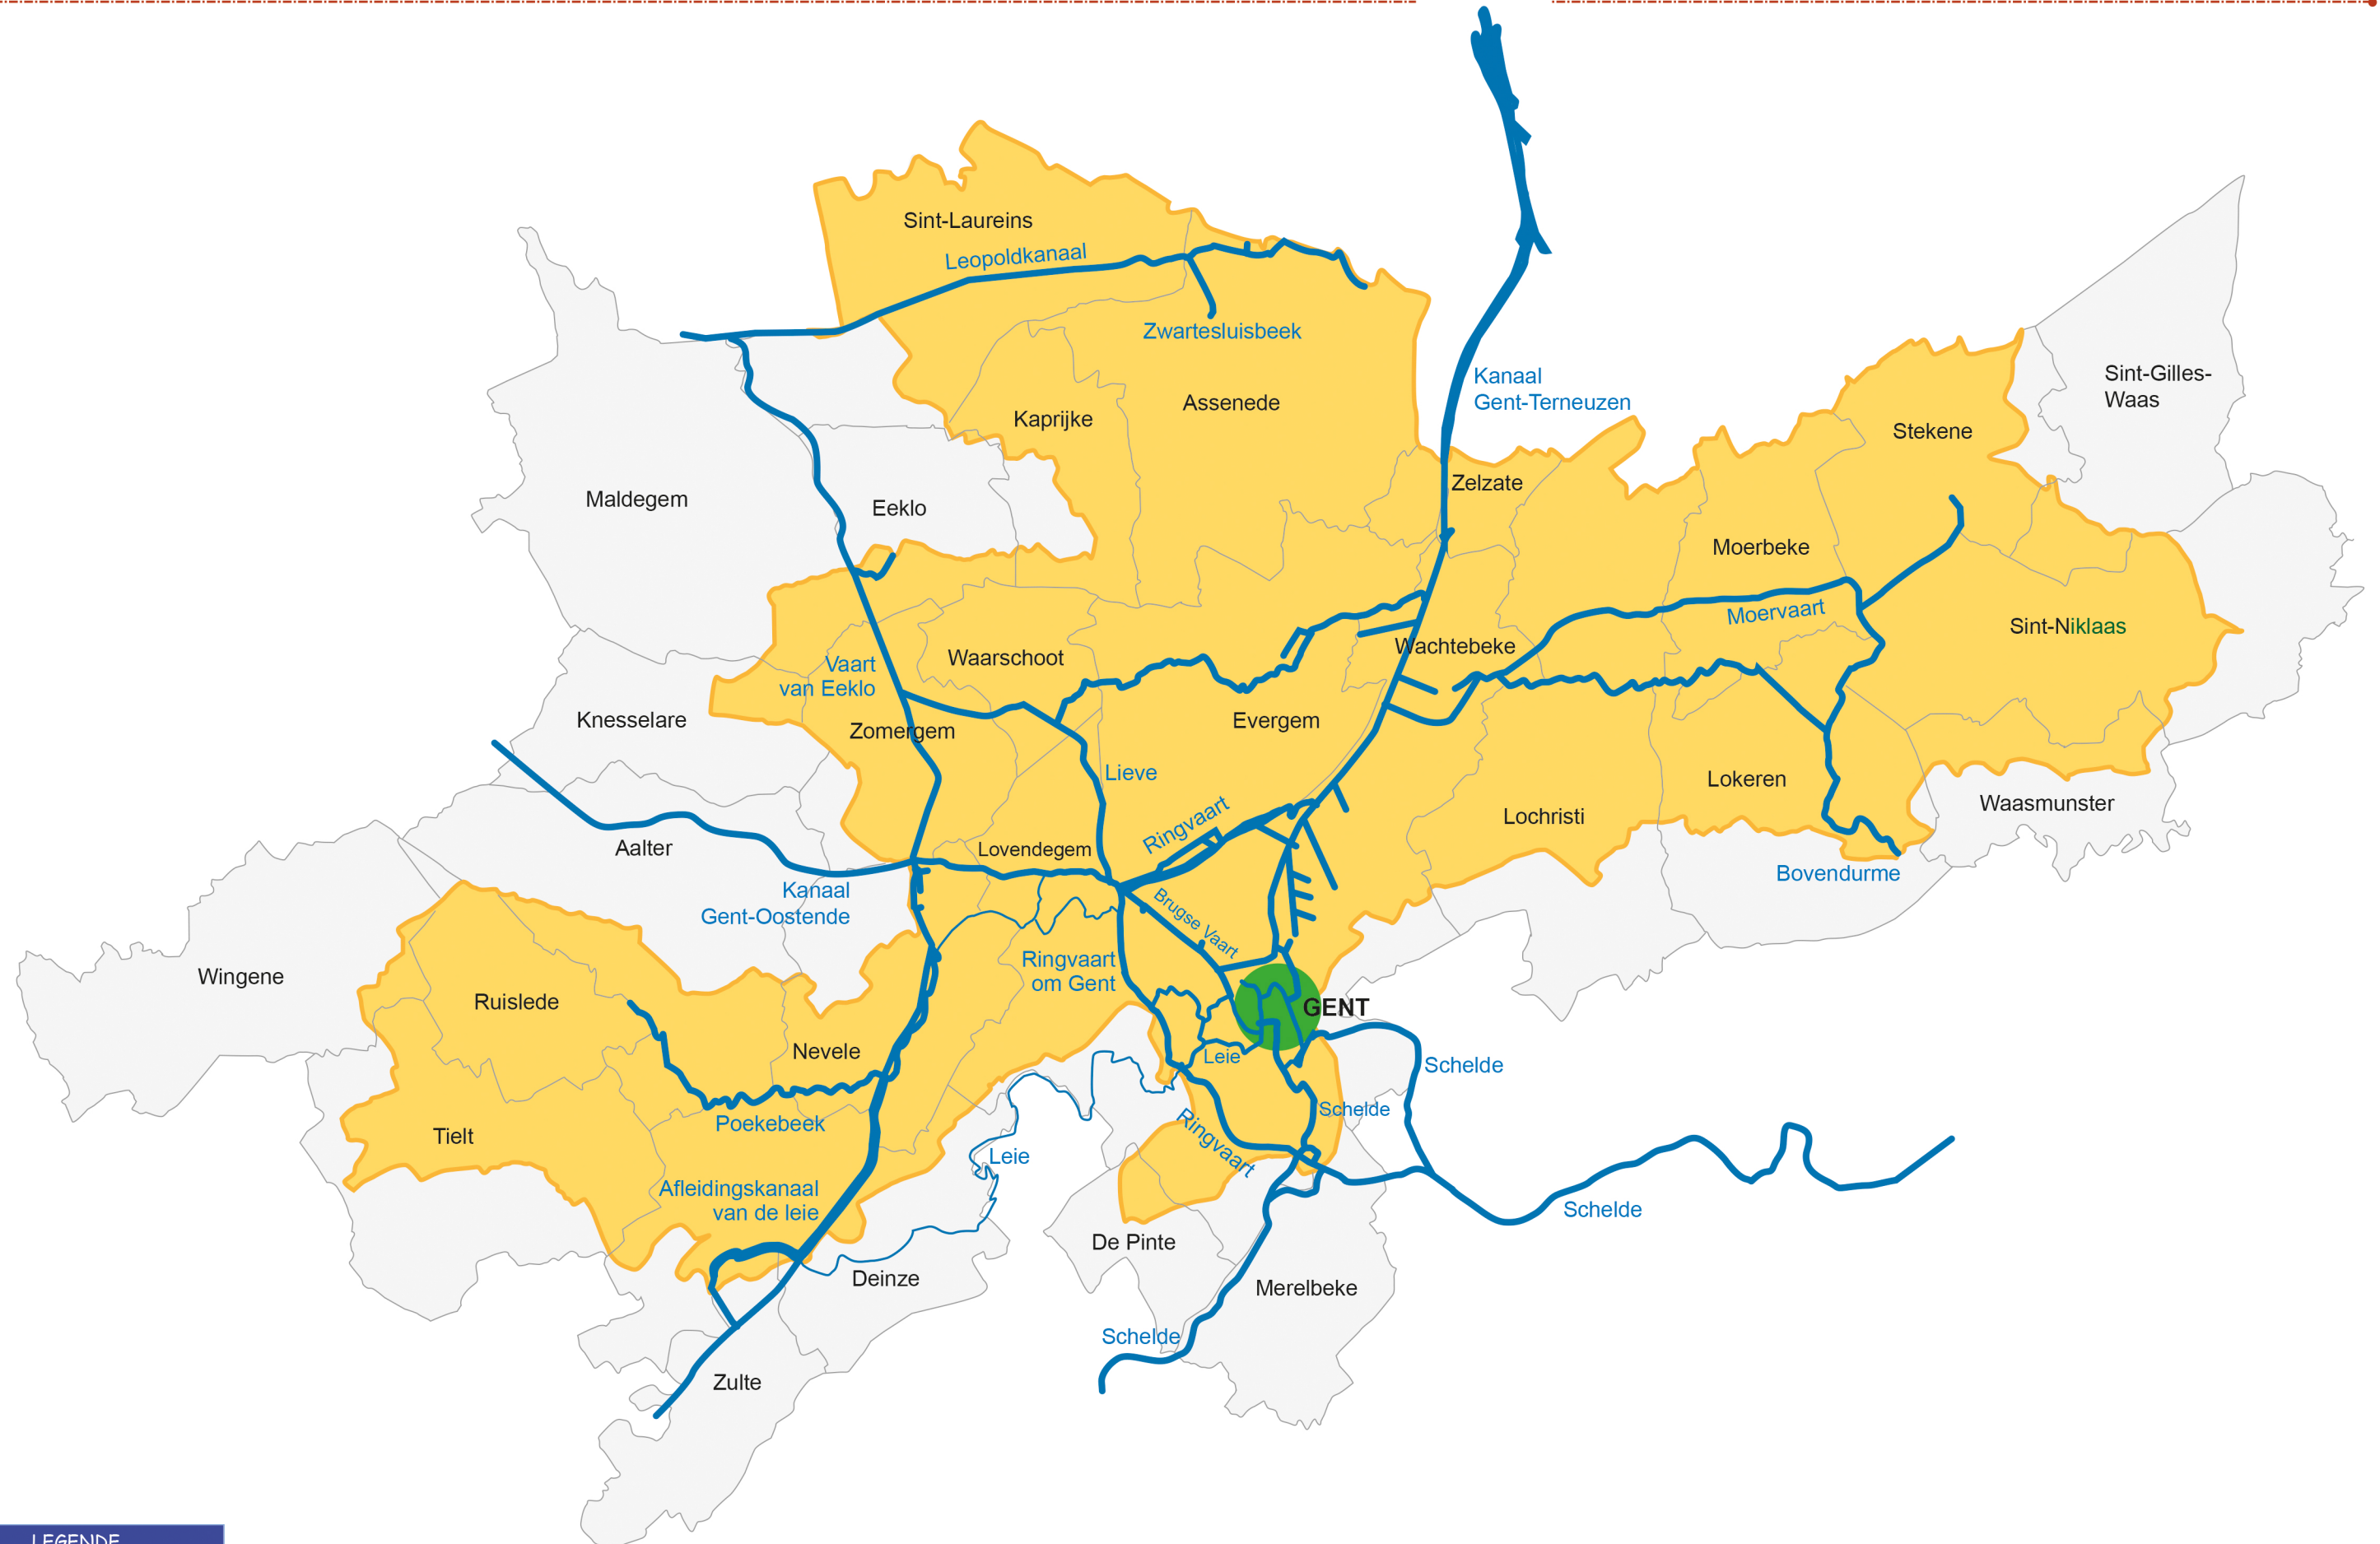 Sint-Laureins
Leopoldkanaal
Zwartesluisbeek
Kanaal
Gent-Terneuzen
Sint-Gilles-
Waas
Kaprijke
Assenede
Stekene
Zelzate
Maldegem
Eeklo
Moerbeke
Moervaart
Sint-Niklaas
Wachtebeke
Waarschoot
Vaart
van Eeklo
Knesselare
Zomergem
Evergem
Lieve
Lokeren
Waasmunster
Lochristi
Ringvaart
Aalter
Lovendegem
Bovendurme
Kanaal
Gent-Oostende
Brugse Vaart
Ringvaart
om Gent
Wingene
Ruislede
GENT
Nevele
Leie
Schelde
Schelde
Poekebeek
Tielt
Ringvaart
Leie
Afleidingskanaal
van de leie
Schelde
De Pinte
Deinze
Merelbeke
Schelde
Zulte
LEGENDE